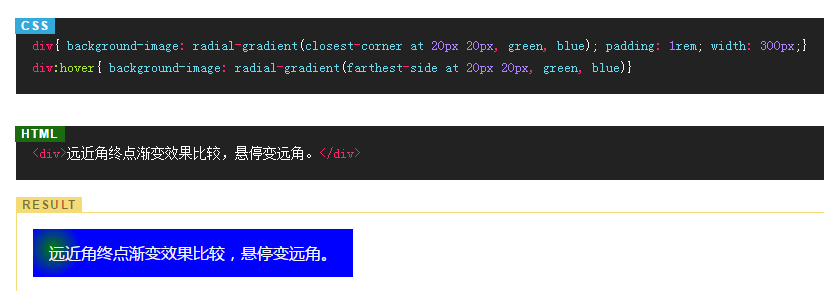 CSS
div{ background-image: radial-gradient(closest-corner at 20px 20px, green, blue); padding: 1rem; width: 300px;}
div:hover{ background-image: radial-gradient(farthest-side at 20px 20px, green, blue)}
HTML
<div>远近角终点渐变效果比较，悬停变远角。</div>
RESULT
远近角终点渐变效果比较，悬停变远角。